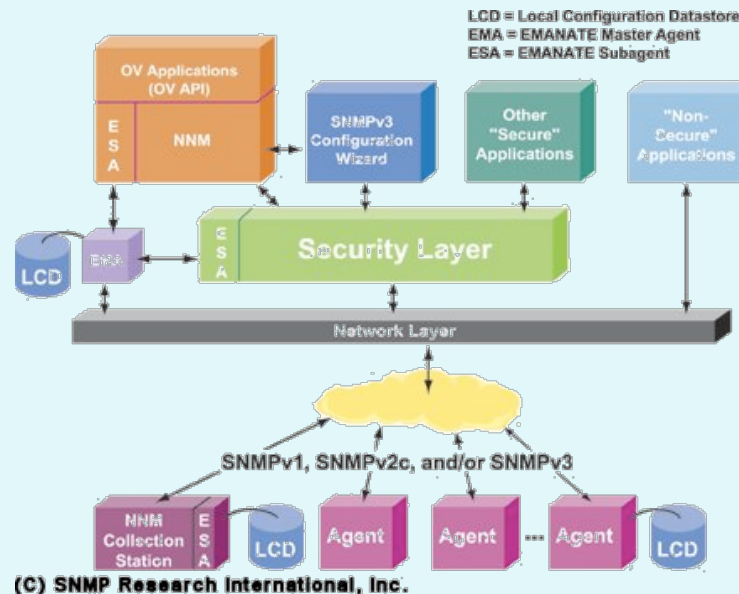 LCD = Local Configuration Datastore
EMA = EMANATE Master Agent
ESA = EMANATE Subagent
OV Applications
(OV API)
E
S
A
NNM
SNMPv3
Configuration
Wizard
Other
"Secure"
Applications
"Non-
Secure"
Applications
LCD
EMA
E
S
A
Security Layer
Network Layer
SNMPv1, SNMPv2c, and/or SNMPv3
NNM
Collection
Station
E
S
A
LCD
Agent
Agent
...
Agent
LCD
(C) SNMP Research International, Inc.